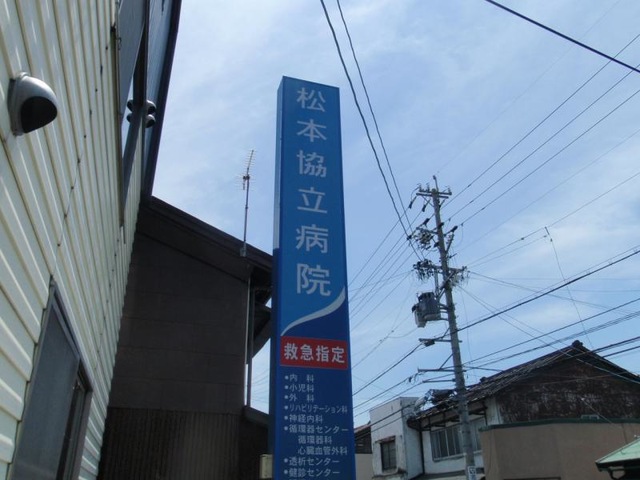 松本協立病院
救急指定
•内科
•小児科
•外科
•リハビリテーション科
•神経内科
•循環器センター
循環器科
心臓血管外科
•透析センター
•健診センター